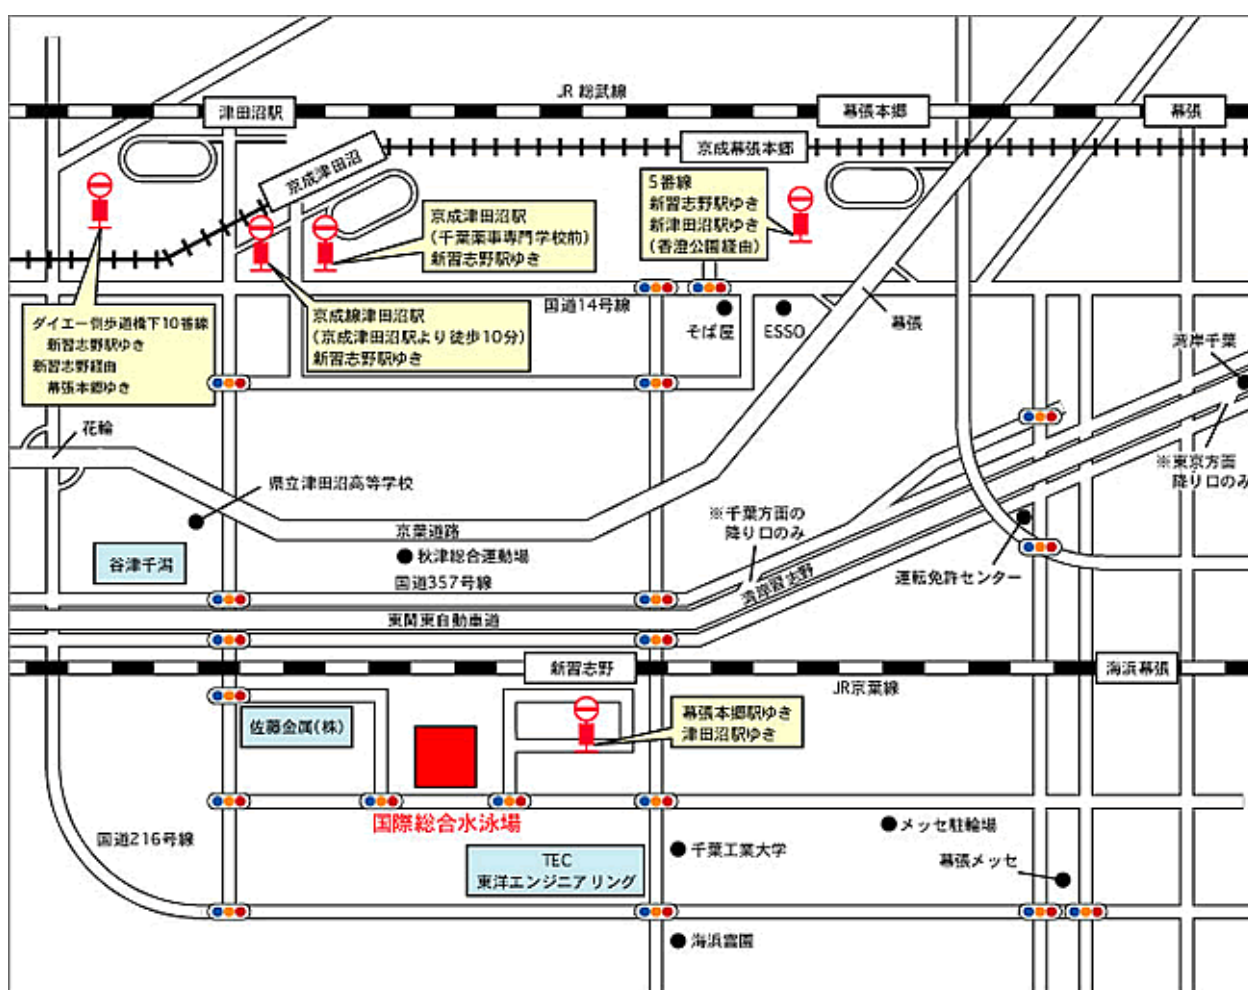 JR 総武線
津田沼駅
幕張本郷
幕張
京成幕張本郷
京成津田沼
5番線
新習志野駅ゆき
新津田沼駅ゆき
(香澄公園経由)
京成津田沼駅
(千葉薬事専門学校前)
新習志野駅ゆき
国道14号線
京成線津田沼駅
(京成津田沼駅より徒歩10分)
新習志野駅ゆき
ダイエー側歩道橋下10番線
新習志野駅ゆき
新習志野経由
幕張本郷ゆき
そば屋
ESSO
幕張
湾岸千葉
花輪
※東京方面
降り口のみ
県立津田沼高等学校
※千葉方面の
降り口のみ
京葉道路
秋津総合運動場
谷津干潟
国道357号線
湾岸習志野
運転免許センター
東関東自動車道
新習志野
海浜幕張
JR京葉線
佐藤金属(株)
幕張本郷駅ゆき
津田沼駅ゆき
国際総合水泳場
国道216号線
メッセ駐輪場
千葉工業大学
幕張メッセ
TEC
東洋エンジニアリング
海浜霊園